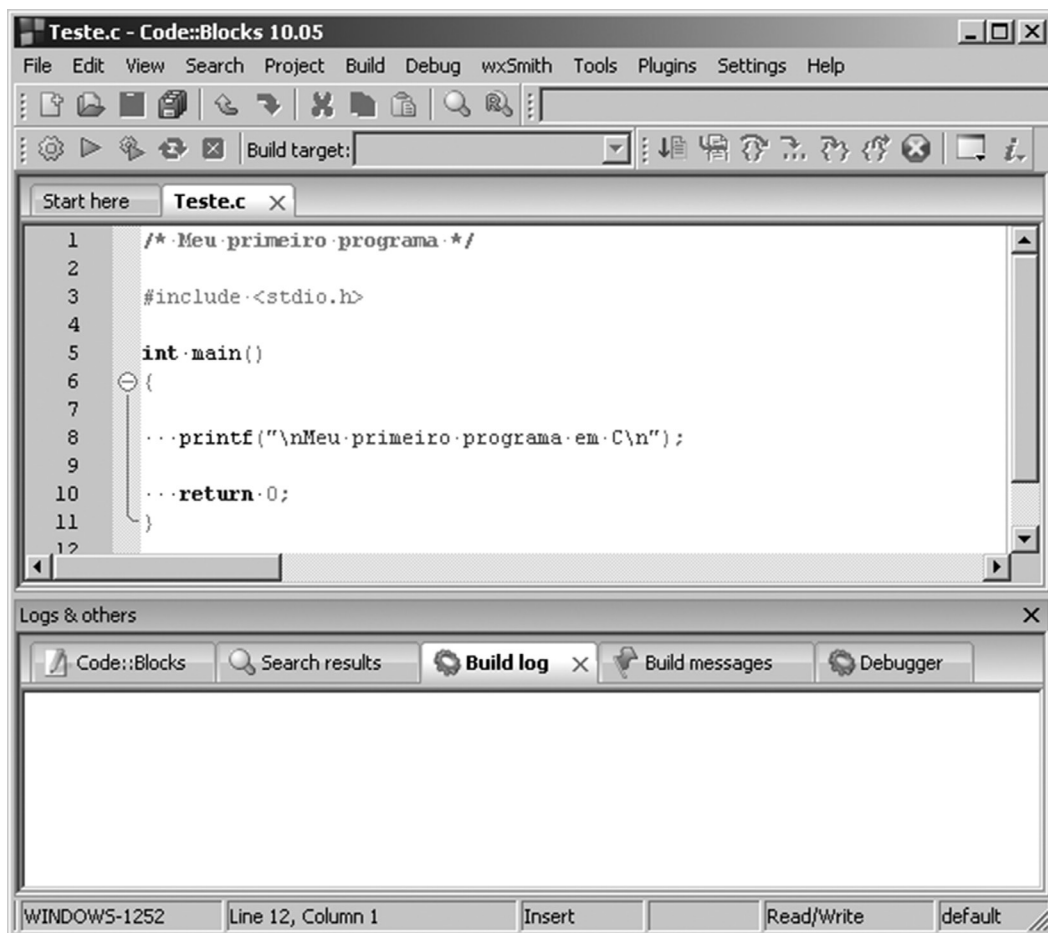 Teste.c - Code::Blocks 10.05
File Edit View Search Project Build Debug wxSmith Tools Plugins Settings Help
Build target:
Start here Teste.c
1 /* Meu primeiro programa */
2
3 #include <stdio.h>
4
5 int main()
6 {
7
8 printf("\nMeu primeiro programa em C\n");
9
10 return 0;
11 }
12
Logs & others
Code::Blocks Search results Build log Build messages Debugger
WINDOWS-1252 Line 12, Column 1 Insert Read/Write default